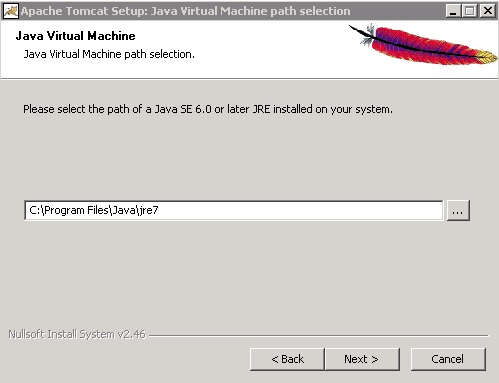 Apache Tomcat Setup: Java Virtual Machine path selection
Java Virtual Machine
Java Virtual Machine path selection.
Please select the path of a Java SE 6.0 or later JRE installed on your system.
C:\Program Files\Java\jre7
...
Nullsoft Install System v2.46
< Back Next > Cancel